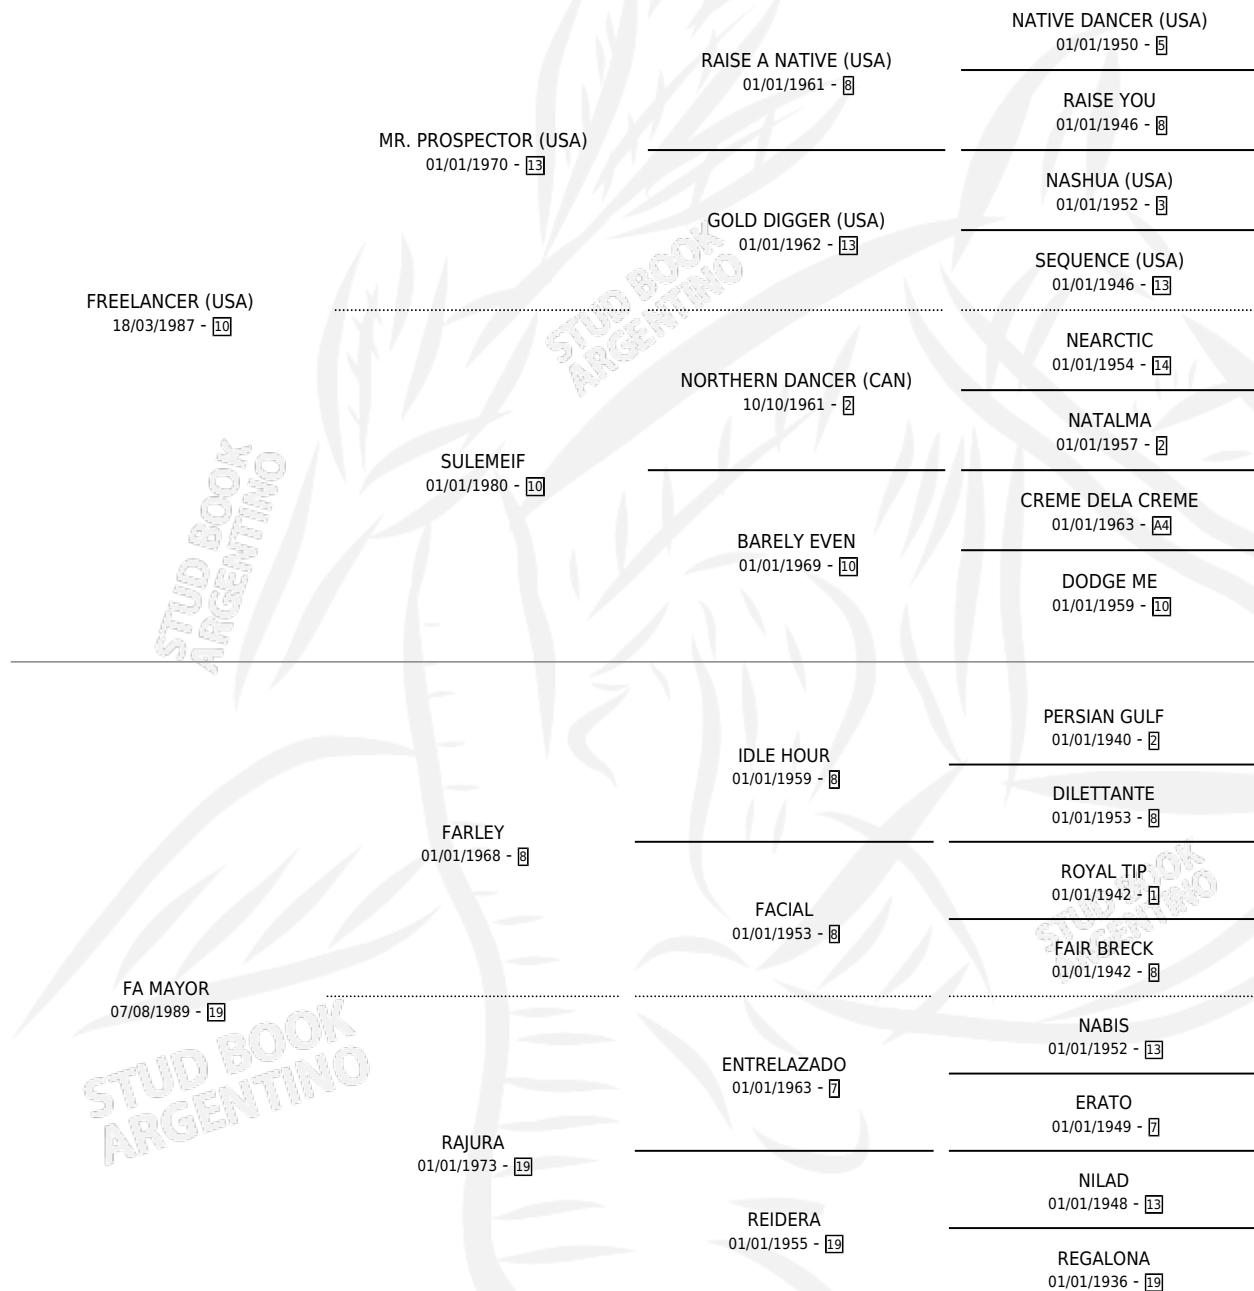 NATIVE DANCER (USA)
01/01/1950 - 5
RAISE A NATIVE (USA)
01/01/1961 - 8
RAISE YOU
01/01/1946 - 8
MR. PROSPECTOR (USA)
01/01/1970 - 13
NASHUA (USA)
01/01/1952 - 3
GOLD DIGGER (USA)
01/01/1962 - 13
SEQUENCE (USA)
01/01/1946 - 13
FREELANCER (USA)
18/03/1987 - 10
STUD BOOK
ARGENTINO
NEARCTIC
01/01/1954 - 14
NORTHERN DANCER (CAN)
10/10/1961 - 2
NATALMA
01/01/1957 - 2
SULEMEIF
01/01/1980 - 10
CREME DELA CREME
01/01/1963 - A4
BARELY EVEN
01/01/1969 - 10
DODGE ME
01/01/1959 - 10
STUD BOOK
ARGENTINO
PERSIAN GULF
01/01/1940 - 2
IDLE HOUR
01/01/1959 - 8
DILETTANTE
01/01/1953 - 8
FARLEY
01/01/1968 - 8
ROYAL TIP
01/01/1942 - 1
FACIAL
01/01/1953 - 8
FAIR BRECK
01/01/1942 - 8
STUD BOOK
ARGENTINO
FA MAYOR
07/08/1989 - 19
NABIS
01/01/1952 - 13
ENTRELAZADO
01/01/1963 - 7
ERATO
01/01/1949 - 7
STUD BOOK
ARGENTINO
RAJURA
01/01/1973 - 19
NILAD
01/01/1948 - 13
REIDERA
01/01/1955 - 19
REGALONA
01/01/1936 - 19